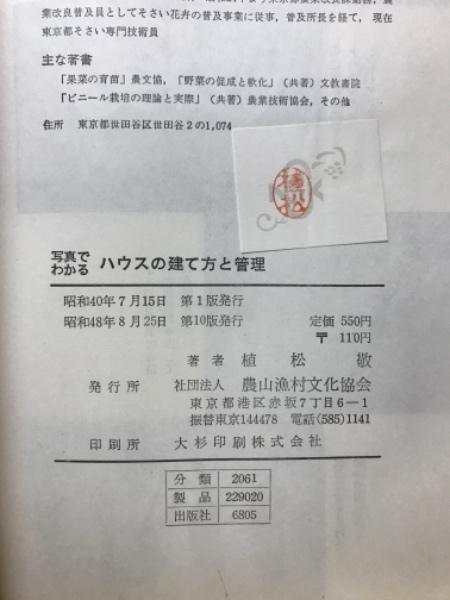 業改良普及員としてそさい花卉の普及事業に従事，普及所長を経て，現在
東京都そさい専門技術員
主な著書
『果菜の育苗』農文協，『野菜の促成と軟化』（共著）文教書院
『ビニール栽培の理論と実際』（共著）農業技術協会，その他
住所 東京都世田谷区世田谷2の1,074
植松
写真で
わかる ハウスの建て方と管理
昭和40年7月15日 第1版発行
昭和48年8月25日 第10版発行 定価 550円
〒 110円
著者 植松 敬
発行所 社団法人 農山漁村文化協会
東京都港区赤坂7丁目6−1
振替東京144478 電話(585)1141
印刷所 大杉印刷株式会社
分類 2061
製品 229020
出版社 6805